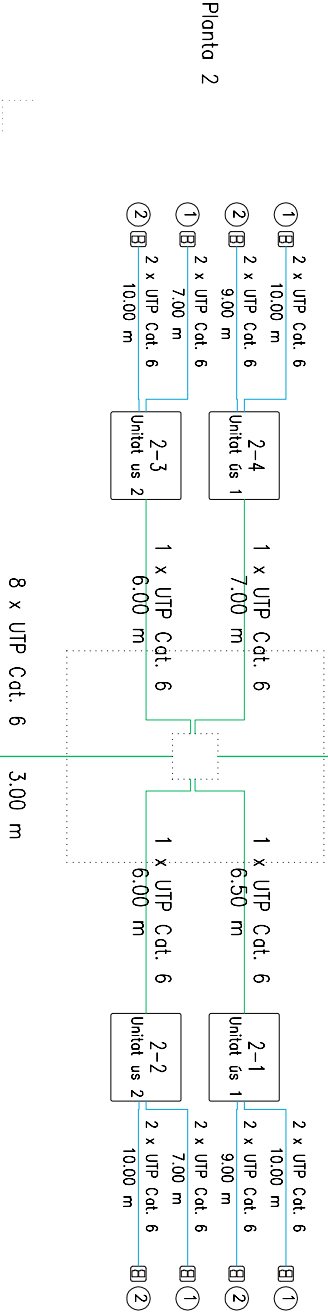 Planta 2
1
2 x UTP Cat. 6
10.00 m
2
2 x UTP Cat. 6
9.00 m
1
2 x UTP Cat. 6
7.00 m
2
2 x UTP Cat. 6
10.00 m
2-4
Unitat ús 1
2-3
Unitat us 2
1 x UTP Cat. 6
7.00 m
1 x UTP Cat. 6
6.00 m
8 x UTP Cat. 6 3.00 m
1 x UTP Cat. 6
6.50 m
1 x UTP Cat. 6
6.00 m
2-1
Unitat ús 1
2-2
Unitat us 2
2 x UTP Cat. 6
10.00 m
1
2 x UTP Cat. 6
9.00 m
2
2 x UTP Cat. 6
7.00 m
1
2 x UTP Cat. 6
10.00 m
2